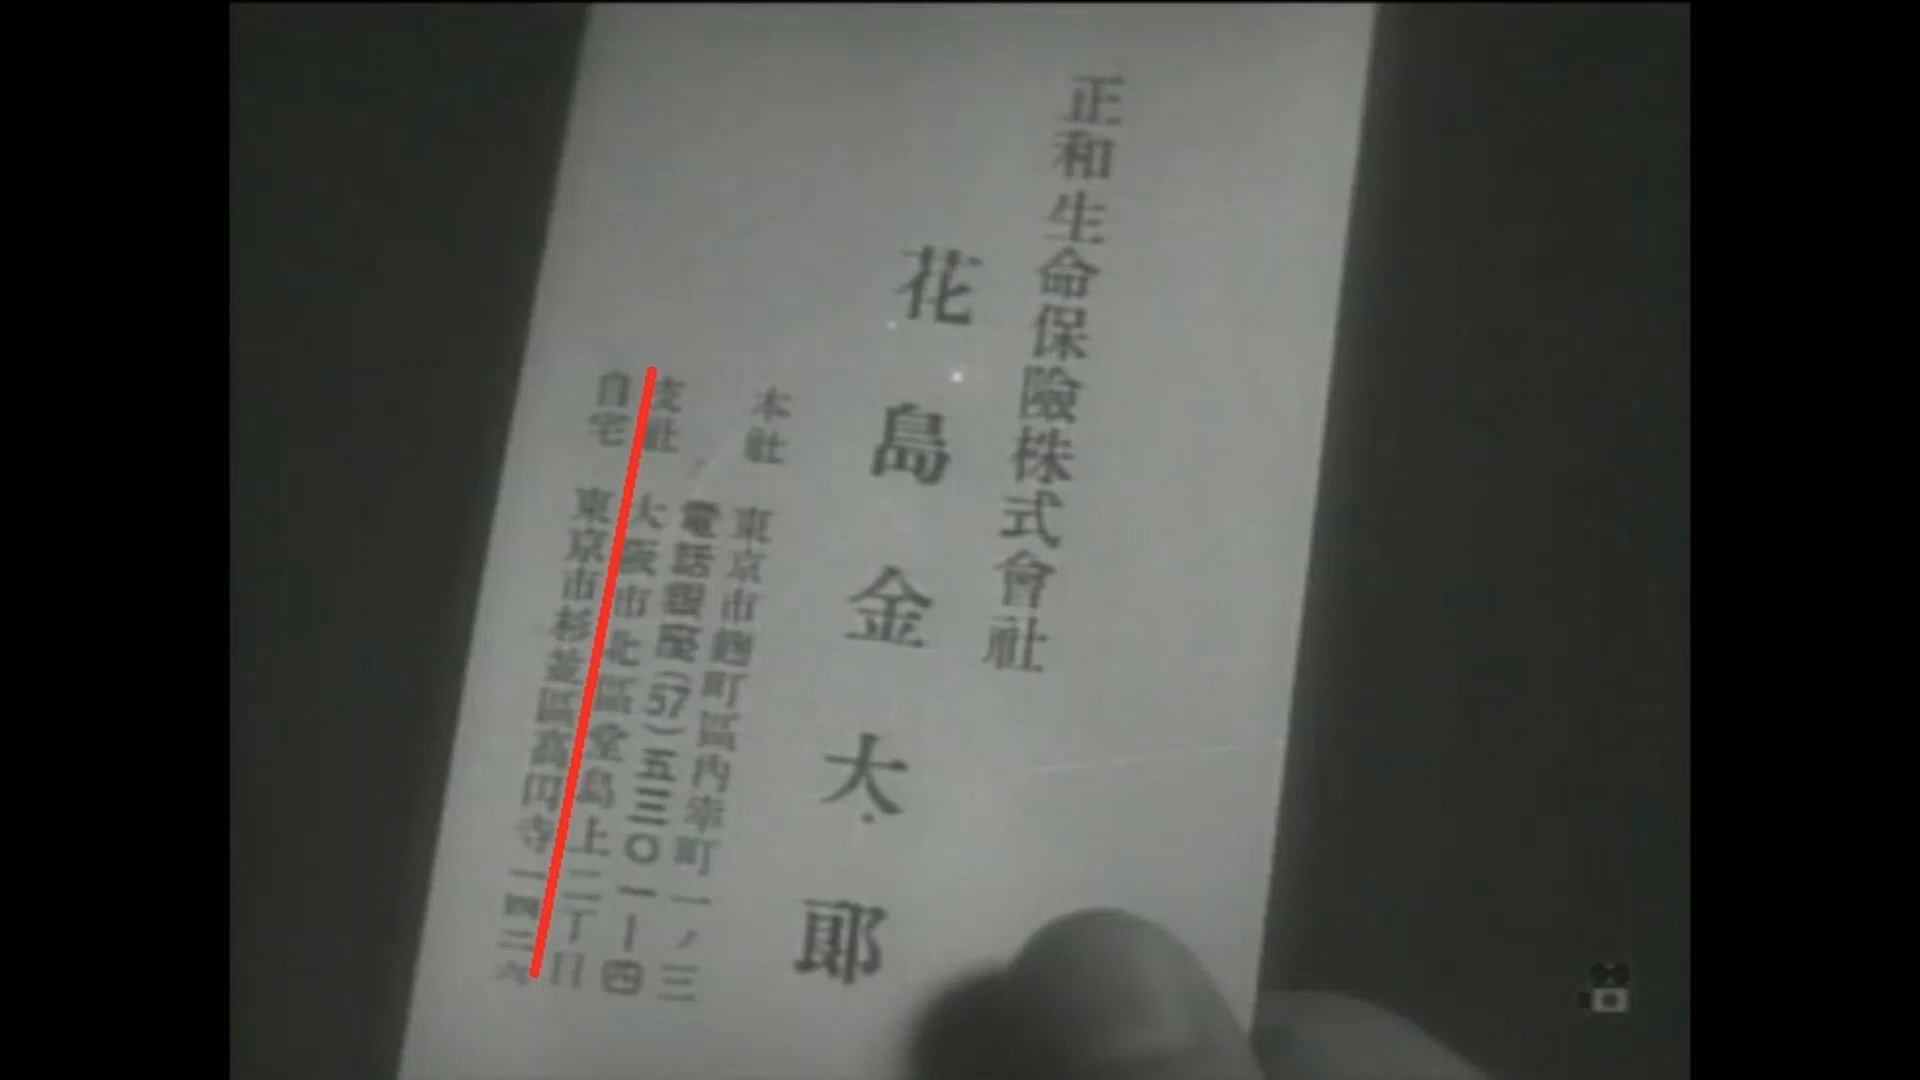 正和生命保險株式會社
花島金大郎
本社 東京市麹町區内幸町一ノ三
電話銀座(57)五三〇一ー四
支社 大阪市北區堂島上二丁目
自宅 東京市杉並區高円寺一四二六